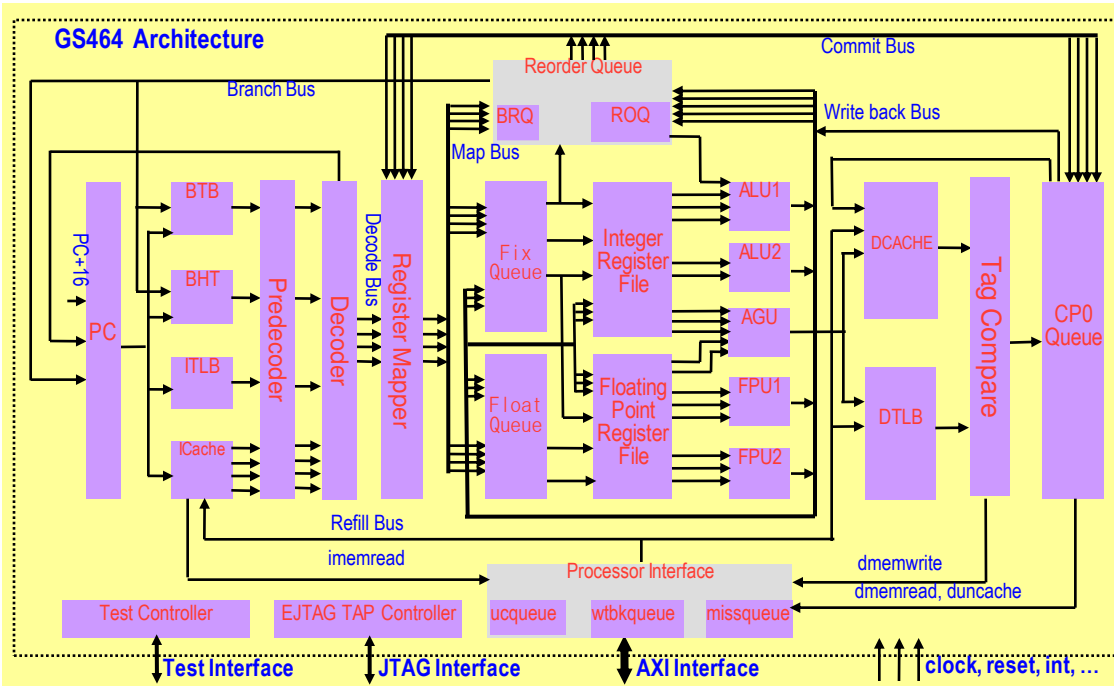 GS464 Architecture
Commit Bus
Reorder Queue
Branch Bus
BRQ
ROQ
Write back Bus
Map Bus
PC+16
PC
BTB
BHT
ITLB
ICache
Predecoder
Decoder
Decode Bus
Register Mapper
Fix
Queue
Float
Queue
Integer
Register
File
Floating
Point
Register
File
ALU1
ALU2
AGU
FPU1
FPU2
DCACHE
DTLB
Tag Compare
CP0
Queue
Refill Bus
imemread
Processor Interface
dmemwrite
dmemread, duncache
ucqueue
wtbkqueue
missqueue
Test Controller
EJTAG TAP Controller
Test Interface
JTAG Interface
AXI Interface
clock, reset, int, ...